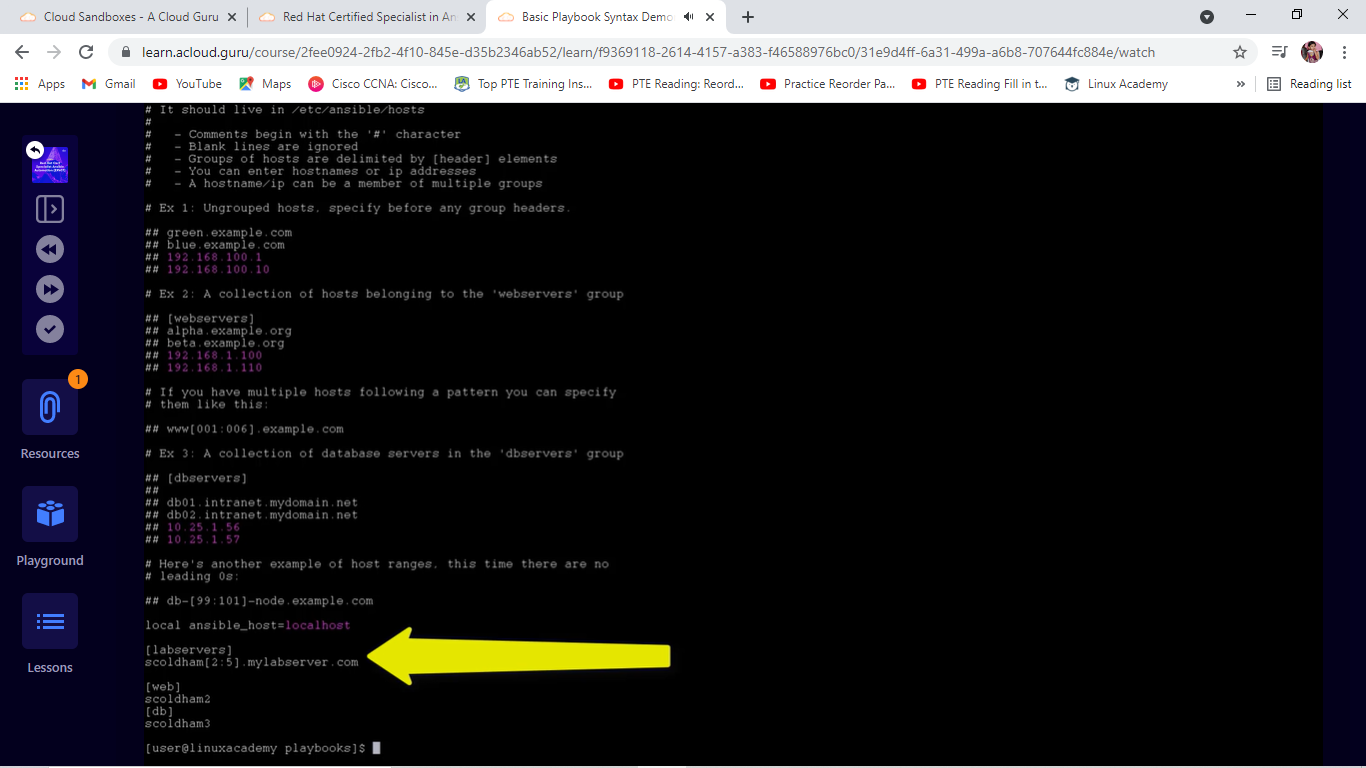 Cloud Sandboxes - A Cloud Guru
Red Hat Certified Specialist in An
Basic Playbook Syntax Demo
learn.acloud.guru/course/2fee0924-2fb2-4f10-845e-d35b2346ab52/learn/f9369118-2614-4157-a383-f46588976bc0/31e9d4ff-6a31-499a-a6b8-707644fc884e/watch
Apps
Gmail
YouTube
Maps
Cisco CCNA: Cisco...
Top PTE Training Ins...
PTE Reading: Reord...
Practice Reorder Pa...
PTE Reading Fill in t...
Linux Academy
»
Reading list
1
Resources
Playground
Lessons
# It should live in /etc/ansible/hosts
#
#   - Comments begin with the '#' character
#   - Blank lines are ignored
#   - Groups of hosts are delimited by [header] elements
#   - You can enter hostnames or ip addresses
#   - A hostname/ip can be a member of multiple groups
# Ex 1: Ungrouped hosts, specify before any group headers.
## green.example.com
## blue.example.com
## 192.168.100.1
## 192.168.100.10
# Ex 2: A collection of hosts belonging to the 'webservers' group
## [webservers]
## alpha.example.org
## beta.example.org
## 192.168.1.100
## 192.168.1.110
# If you have multiple hosts following a pattern you can specify
# them like this:
## www[001:006].example.com
# Ex 3: A collection of database servers in the 'dbservers' group
## [dbservers]
##
## db01.intranet.mydomain.net
## db02.intranet.mydomain.net
## 10.25.1.56
## 10.25.1.57
# Here's another example of host ranges, this time there are no
# leading 0s:
## db-[99:101]-node.example.com
local ansible_host=localhost
[labservers]
scoldham[2:5].mylabserver.com
[web]
scoldham2
[db]
scoldham3
[user@linuxacademy playbooks]$